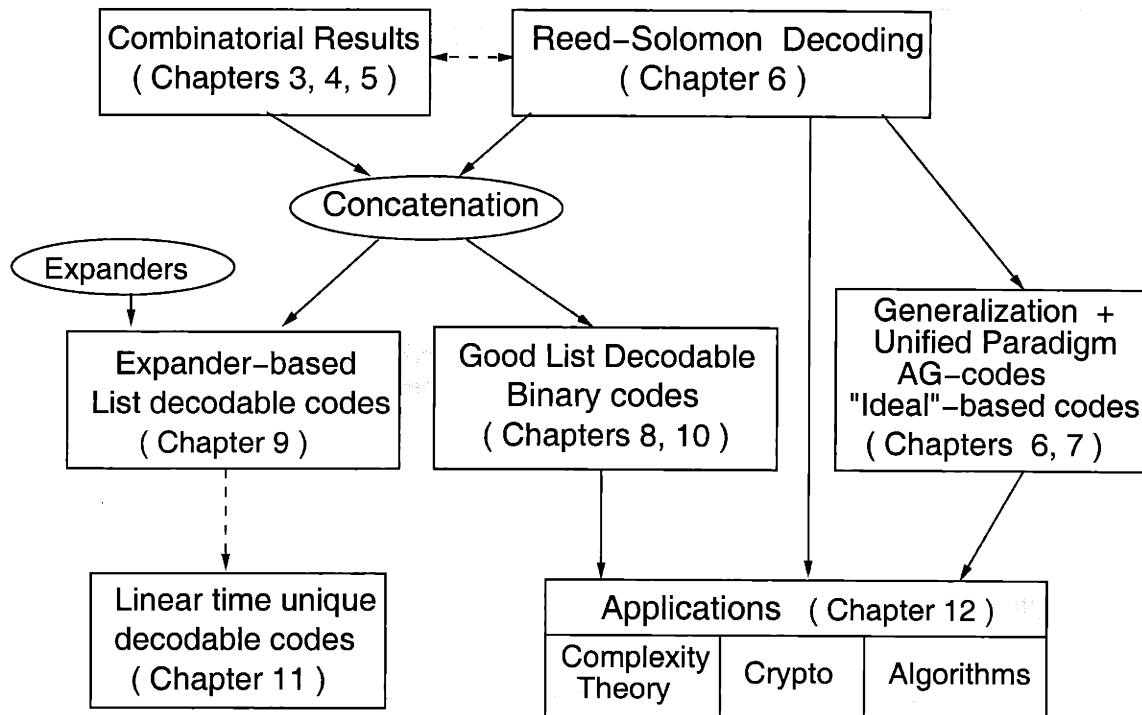 Combinatorial Results
( Chapters 3, 4, 5 )
Reed-Solomon Decoding
( Chapter 6 )
Concatenation
Expanders
Expander-based
List decodable codes
( Chapter 9 )
Good List Decodable
Binary codes
( Chapters 8, 10 )
Generalization +
Unified Paradigm
AG-codes
"Ideal"-based codes
( Chapters 6, 7 )
Linear time unique
decodable codes
( Chapter 11 )
Applications ( Chapter 12 )
Complexity
Theory
Crypto
Algorithms